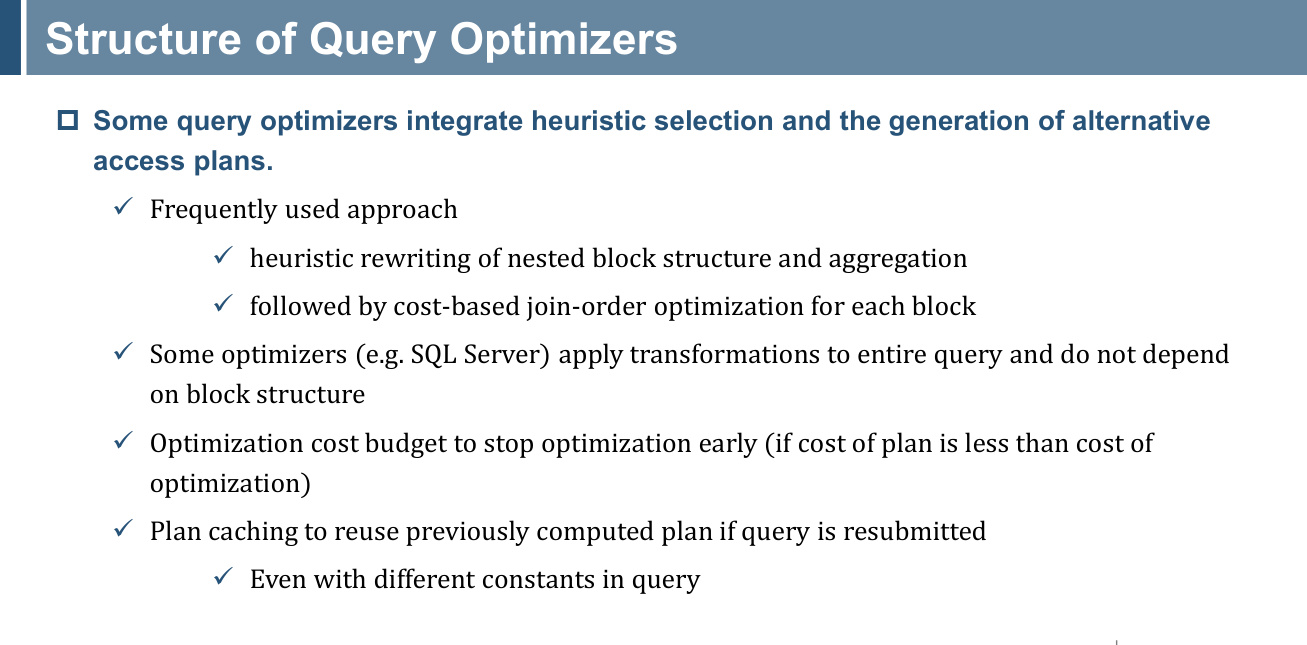 Structure of Query Optimizers
Some query optimizers integrate heuristic selection and the generation of alternative
access plans.
Frequently used approach
heuristic rewriting of nested block structure and aggregation
followed by cost-based join-order optimization for each block
Some optimizers (e.g. SQL Server) apply transformations to entire query and do not depend
on block structure
Optimization cost budget to stop optimization early (if cost of plan is less than cost of
optimization)
Plan caching to reuse previously computed plan if query is resubmitted
Even with different constants in query